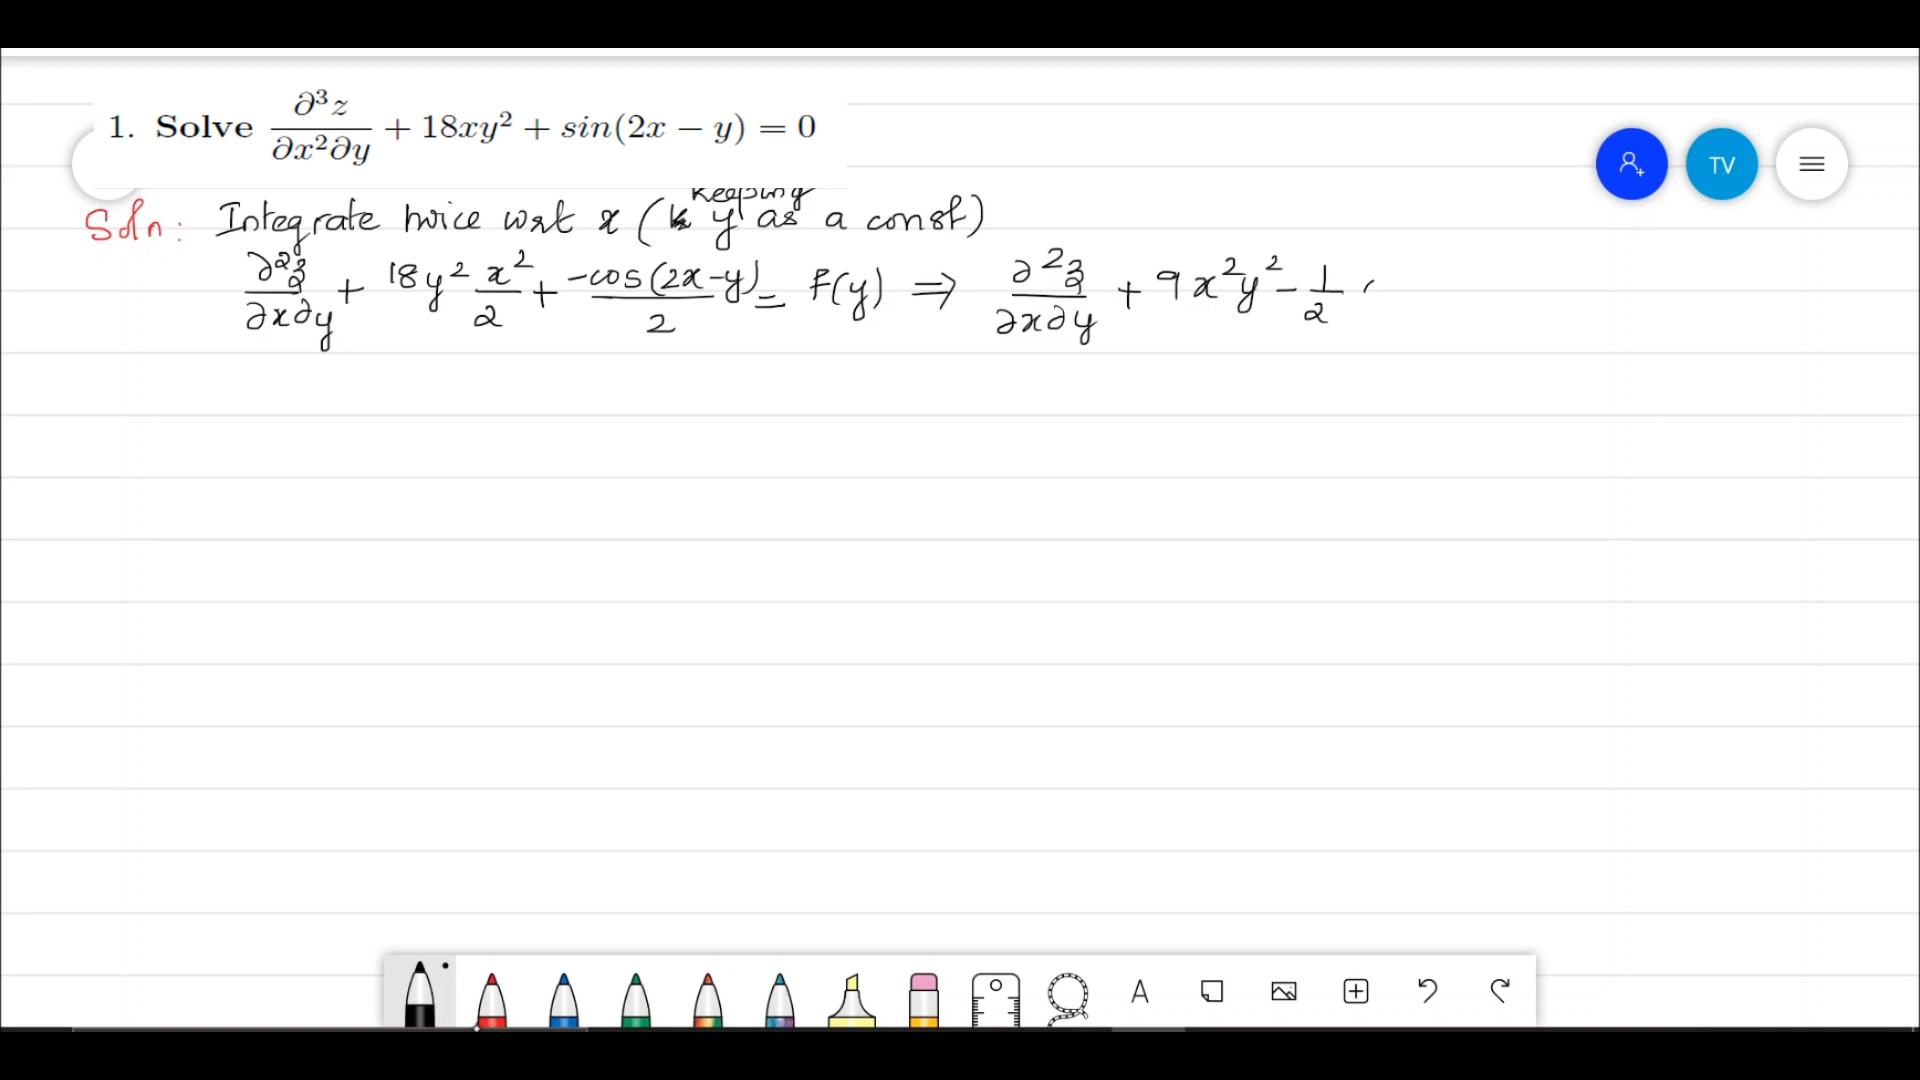 1. Solve ∂³z/∂x²∂y + 18xy² + sin(2x − y) = 0
Soln: Integrate twice wrt x (keeping y as a const)
∂²z/∂x∂y + 18y² x²/2 + -cos(2x-y)/2 = f(y) ⇒ ∂²z/∂x∂y + 9x²y² - 1/2
TV
A